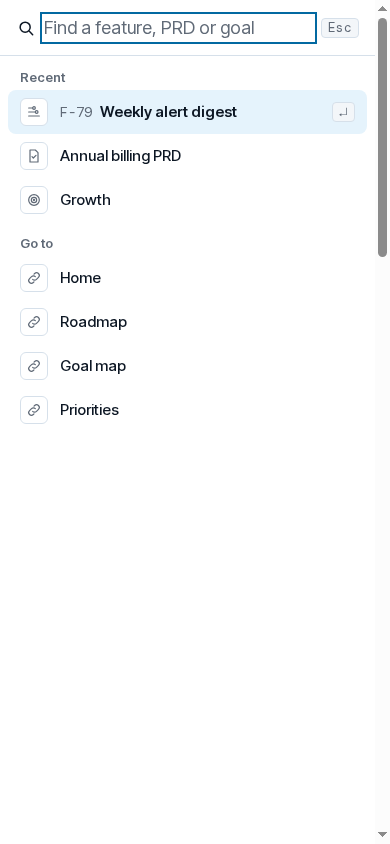 Find a feature, PRD or goal
Esc
Recent
F-79 Weekly alert digest
Annual billing PRD
Growth
Go to
Home
Roadmap
Goal map
Priorities